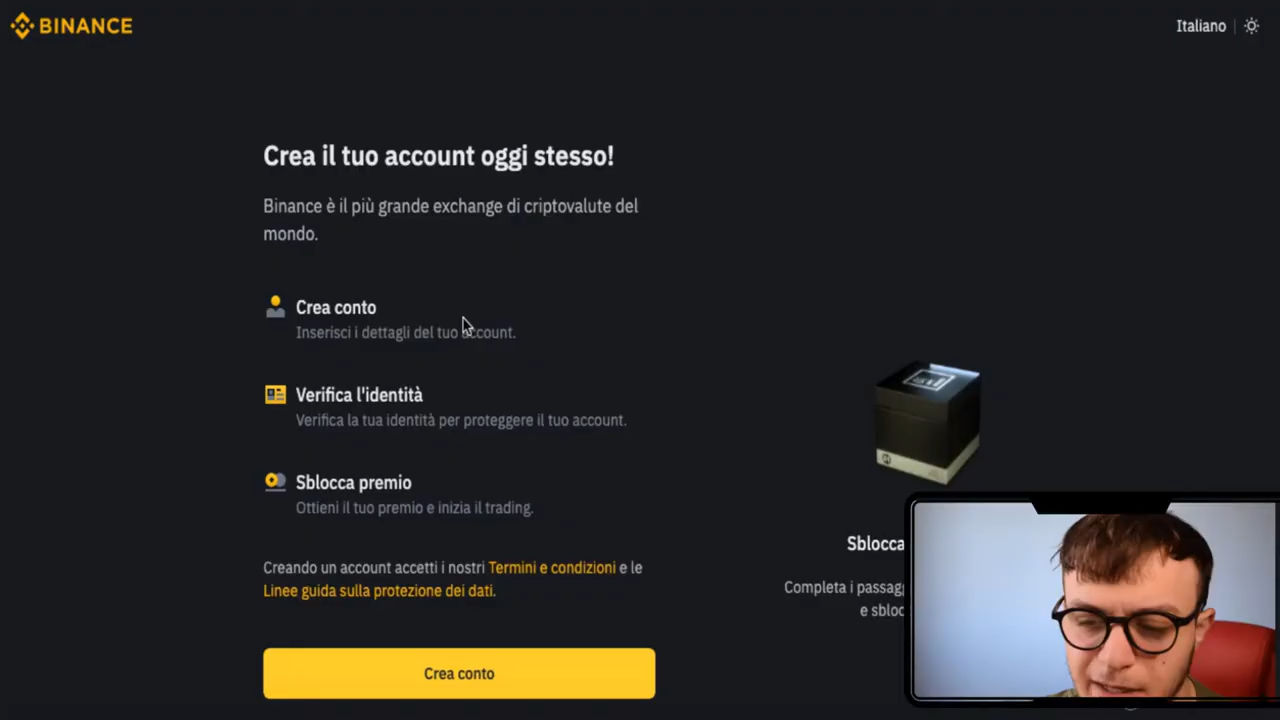 BINANCE
Italiano
Crea il tuo account oggi stesso!
Binance è il più grande exchange di criptovalute del
mondo.
Crea conto
Inserisci i dettagli del tuo account.
Verifica l'identità
Verifica la tua identità per proteggere il tuo account.
Sblocca premio
Ottieni il tuo premio e inizia il trading.
Creando un account accetti i nostri Termini e condizioni e le
Linee guida sulla protezione dei dati.
Crea conto
Sblocca
Completa i
e